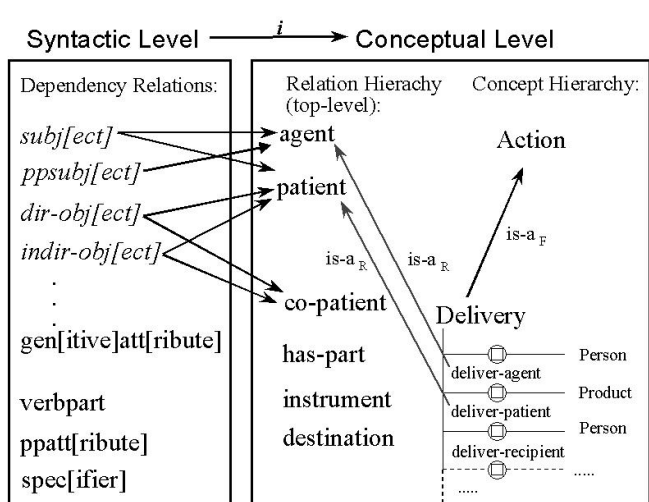 Syntactic Level i Conceptual Level
Dependency Relations:
subj[ect]
ppsubj[ect]
dir-obj[ect]
indir-obj[ect]
.
.
.
gen[itive]att[ribute]
verbpart
ppatt[ribute]
spec[ifier]
Relation Hierachy
(top-level):
agent
patient
is-a R
is-a R
co-patient
has-part
instrument
destination
Concept Hierarchy:
Action
is-a F
Delivery
Person
deliver-agent
Product
deliver-patient
Person
deliver-recipient
.....
.....